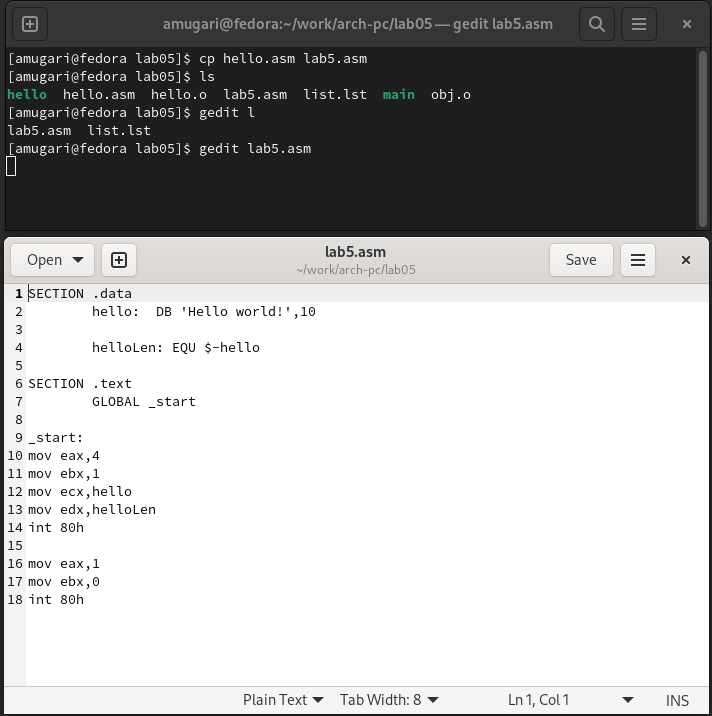 amugari@fedora:~/work/arch-pc/lab05 — gedit lab5.asm
[amugari@fedora lab05]$ cp hello.asm lab5.asm
[amugari@fedora lab05]$ ls
hello  hello.asm  hello.o  lab5.asm  list.lst  main  obj.o
[amugari@fedora lab05]$ gedit l
lab5.asm  list.lst
[amugari@fedora lab05]$ gedit lab5.asm
Open
lab5.asm
~/work/arch-pc/lab05
Save
1 SECTION .data
2         hello:  DB 'Hello world!',10
3
4         helloLen: EQU $-hello
5
6 SECTION .text
7         GLOBAL _start
8
9 _start:
10 mov eax,4
11 mov ebx,1
12 mov ecx,hello
13 mov edx,helloLen
14 int 80h
15
16 mov eax,1
17 mov ebx,0
18 int 80h
Plain Text  Tab Width: 8  Ln 1, Col 1  INS